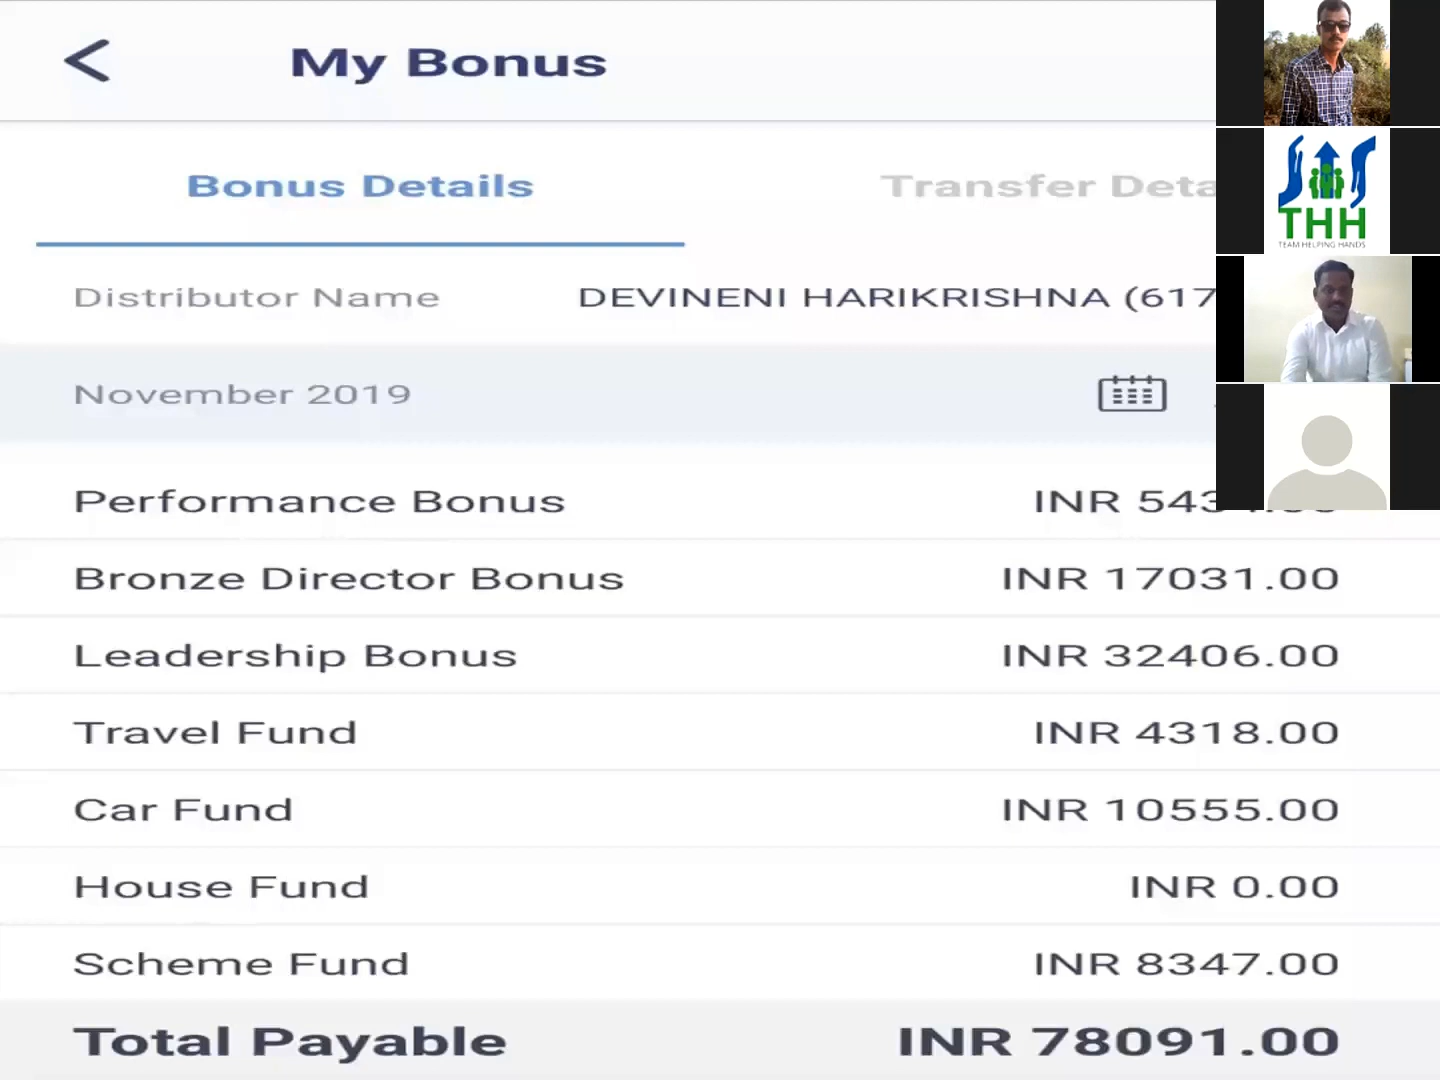 My Bonus
Bonus Details
Transfer Deta
Distributor Name DEVINENI HARIKRISHNA (617
November 2019
Performance Bonus INR 543
Bronze Director Bonus INR 17031.00
Leadership Bonus INR 32406.00
Travel Fund INR 4318.00
Car Fund INR 10555.00
House Fund INR 0.00
Scheme Fund INR 8347.00
Total Payable INR 78091.00
THH
TEAM HELPING HANDS